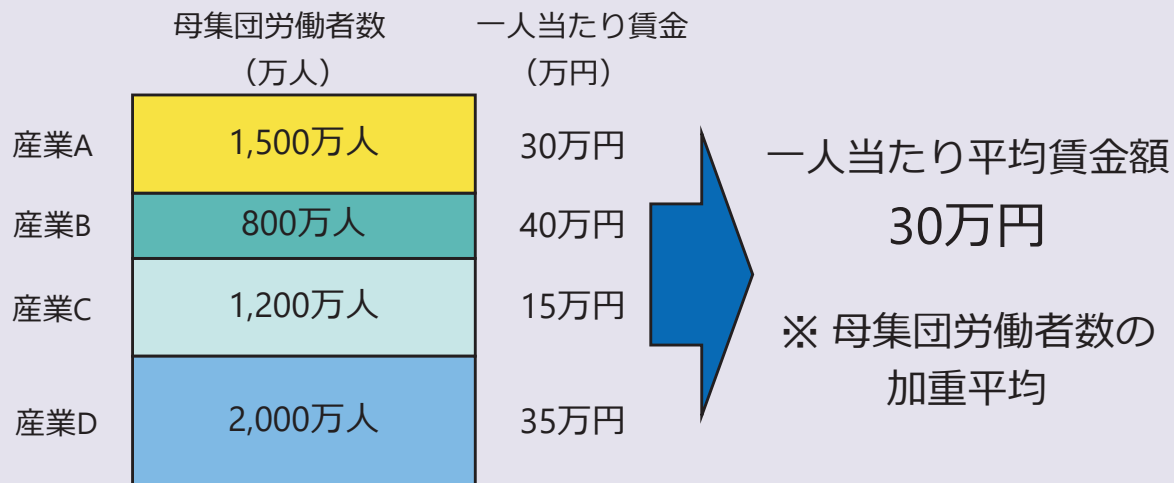 母集団労働者数 一人当たり賃金
（万人） （万円）
産業A 1,500万人 30万円
産業B 800万人 40万円
産業C 1,200万人 15万円
産業D 2,000万人 35万円
一人当たり平均賃金額
30万円
※ 母集団労働者数の
加重平均